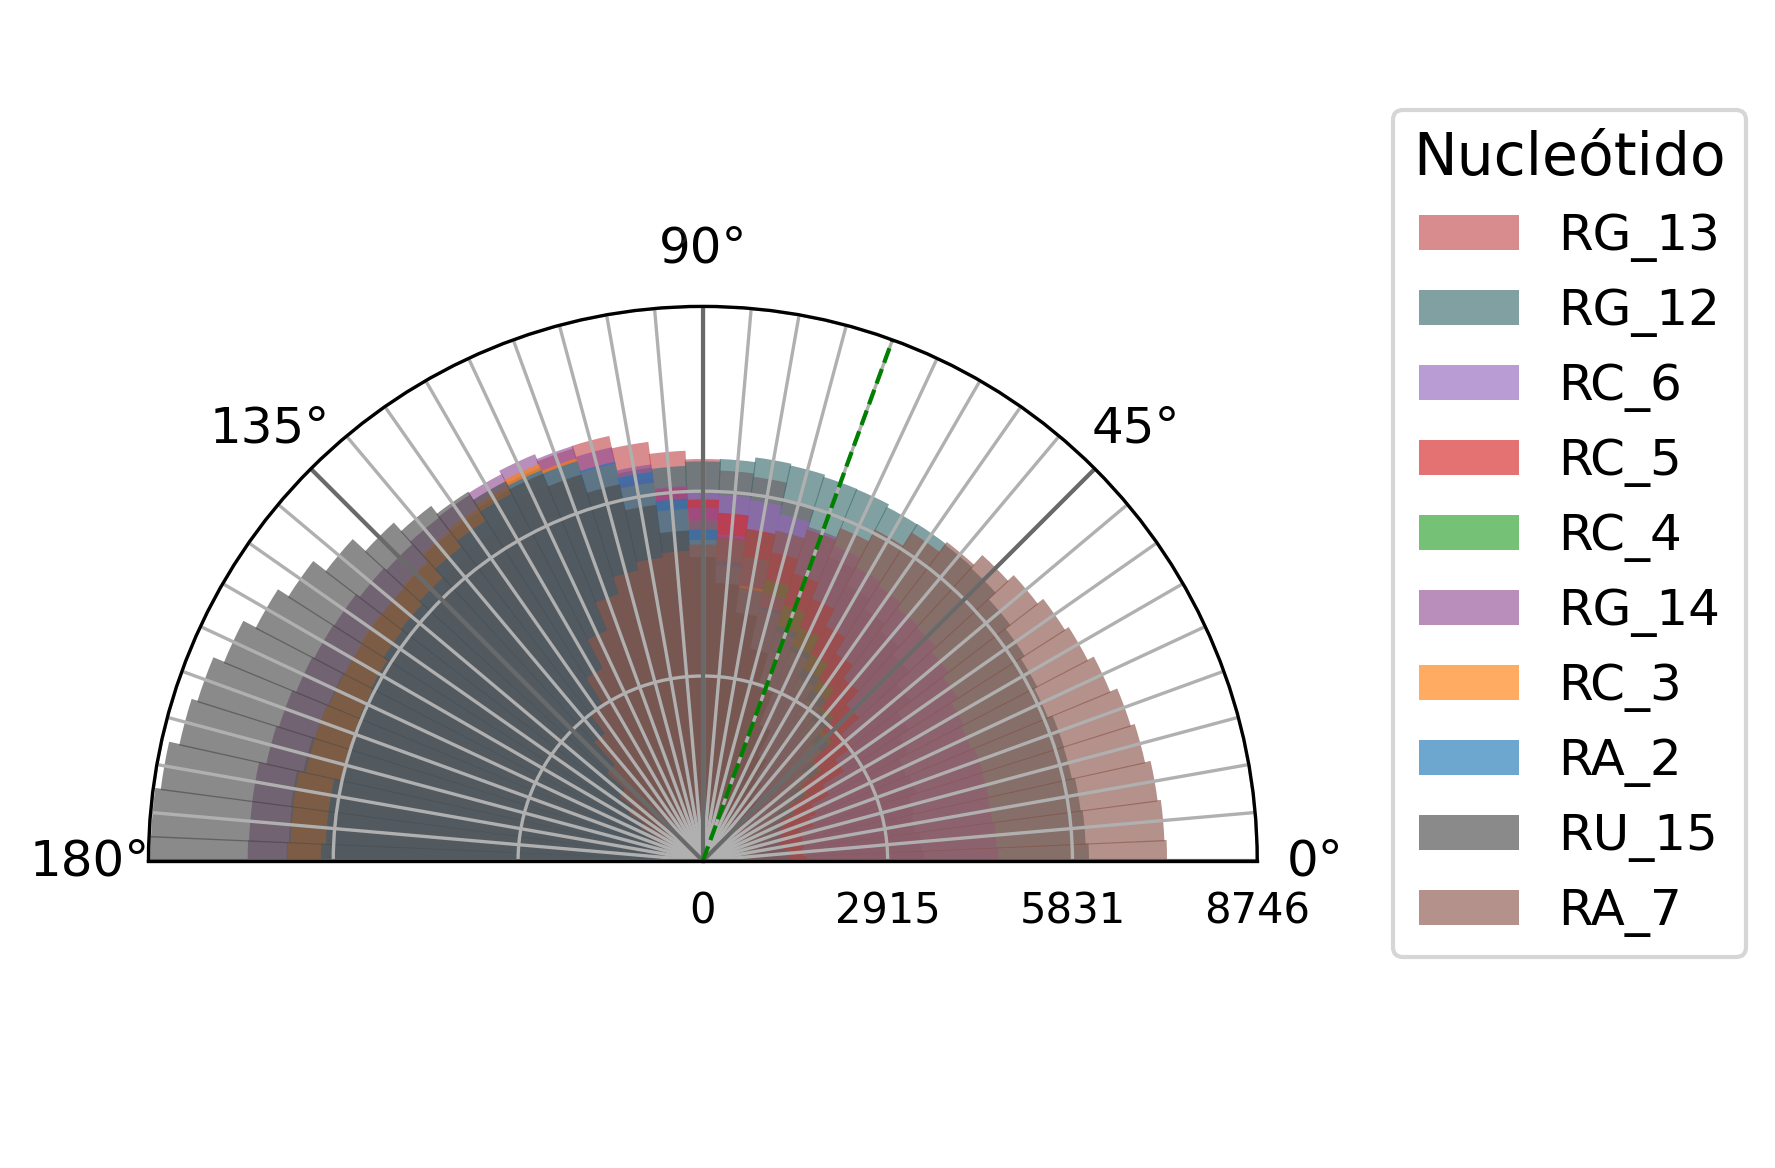 90°
135°
45°
180°
0°
0
2915
5831
8746
Nucleótido
RG_13
RG_12
RC_6
RC_5
RC_4
RG_14
RC_3
RA_2
RU_15
RA_7